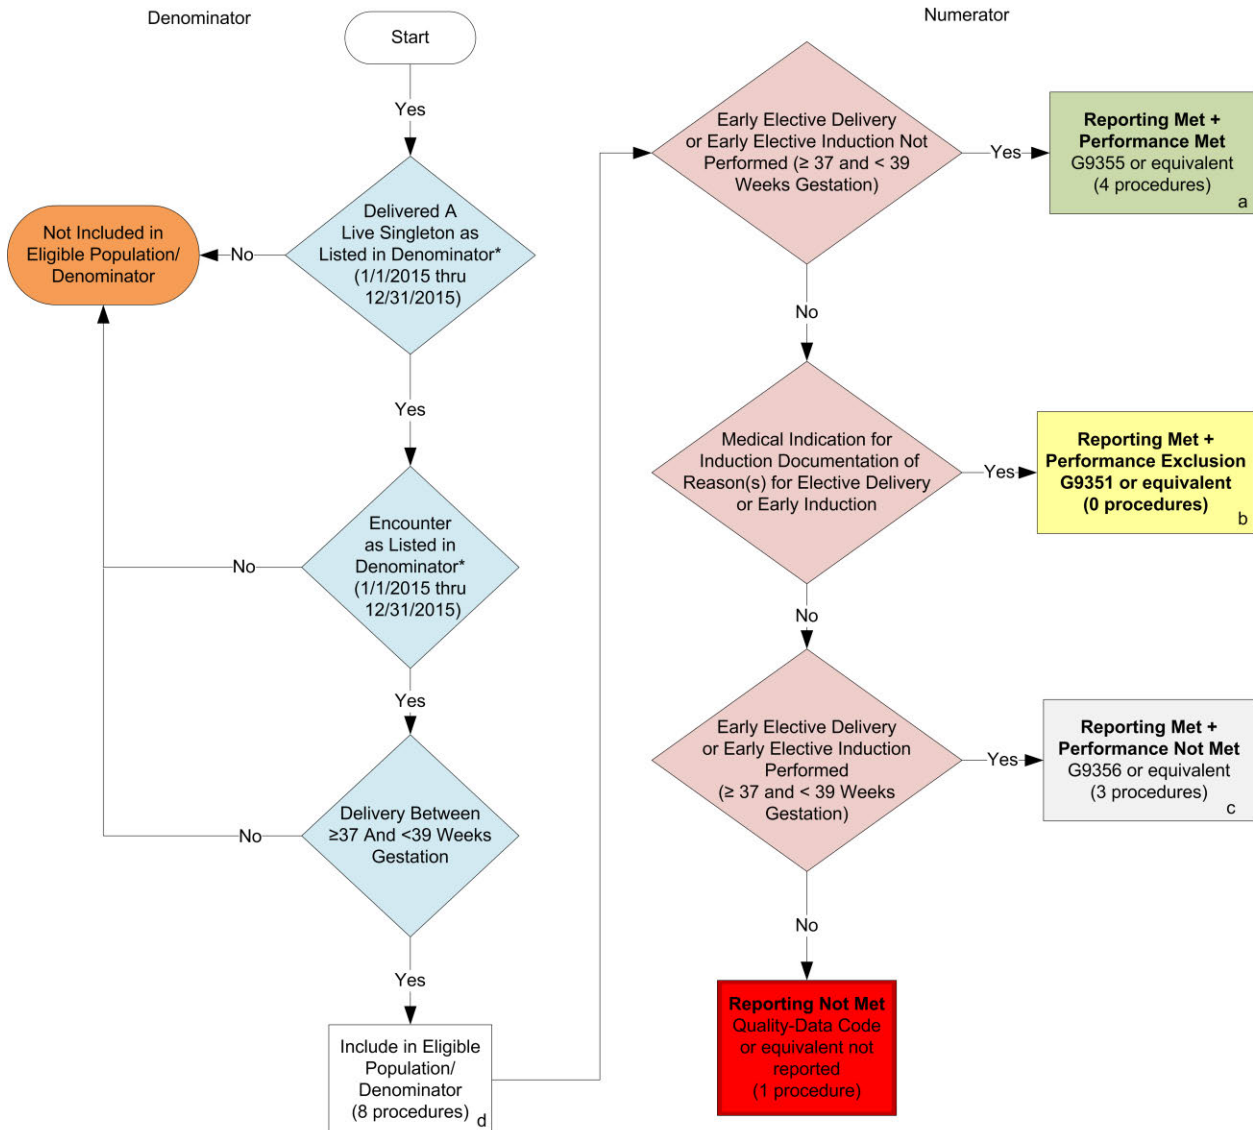 Denominator
Start
Yes
Delivered A
Live Singleton as
Listed in Denominator*
(1/1/2015 thru
12/31/2015)
No
Not Included in
Eligible Population/
Denominator
Yes
Encounter
as Listed in
Denominator*
(1/1/2015 thru
12/31/2015)
No
Yes
Delivery Between
≥37 And <39 Weeks
Gestation
No
Yes
Include in Eligible
Population/
Denominator
(8 procedures)
d
Numerator
Early Elective Delivery
or Early Elective Induction Not
Performed (≥ 37 and < 39
Weeks Gestation)
Yes
Reporting Met +
Performance Met
G9355 or equivalent
(4 procedures)
a
No
Medical Indication for
Induction Documentation of
Reason(s) for Elective Delivery
or Early Induction
Yes
Reporting Met +
Performance Exclusion
G9351 or equivalent
(0 procedures)
b
No
Early Elective Delivery
or Early Elective Induction
Performed
(≥ 37 and < 39 Weeks
Gestation)
Yes
Reporting Met +
Performance Not Met
G9356 or equivalent
(3 procedures)
c
No
Reporting Not Met
Quality-Data Code
or equivalent not
reported
(1 procedure)